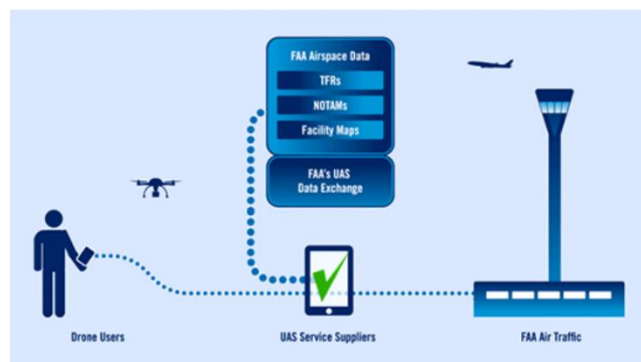 FAA Airspace Data
TFRs
NOTAMs
Facility Maps
FAA's UAS
Data Exchange
Drone Users
UAS Service Suppliers
FAA Air Traffic